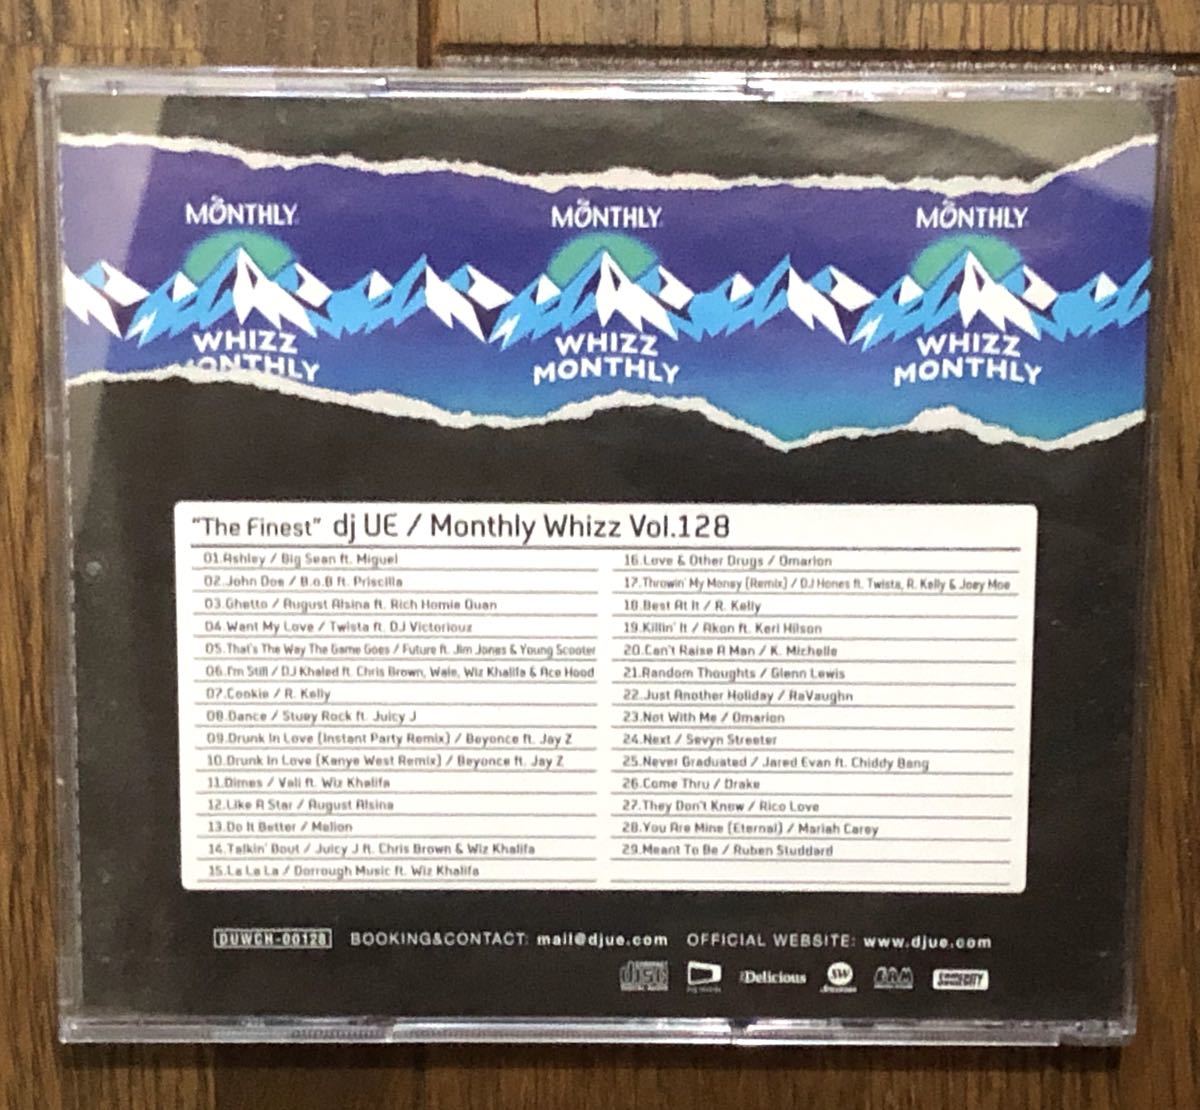 MONTHLY
MONTHLY
MONTHLY
WHIZZ
MONTHLY
WHIZZ
MONTHLY
WHIZZ
MONTHLY
"The Finest" dj UE / Monthly Whizz Vol.128
01.Ashley / Big Sean ft. Miguel
02.John Doe / B.o.B ft. Priscilla
03.Ghetto / August Alsina ft. Rich Homie Quan
04.Want My Love / Twista ft. DJ Victoriouz
05.That's The Way The Game Goes / Future ft. Jim Jones & Young Scooter
06.I'm Still / DJ Khaled ft. Chris Brown, Wale, Wiz Khalifa & Ace Hood
07.Cookie / R. Kelly
08.Dance / Stuey Rock ft. Juicy J
09.Drunk In Love (Instant Party Remix) / Beyonce ft. Jay Z
10.Drunk In Love (Kanye West Remix) / Beyonce ft. Jay Z
11.Dimes / Vali ft. Wiz Khalifa
12.Like A Star / August Alsina
13.Do It Better / Melion
14.Talkin' Bout / Juicy J ft. Chris Brown & Wiz Khalifa
15.La La La / Dorrough Music ft. Wiz Khalifa
16.Love & Other Drugs / Omarion
17.Throwin' My Money (Remix) / DJ Hones ft. Twista, R. Kelly & Joey Moe
18.Best At It / R. Kelly
19.Killin' It / Akon ft. Keri Hilson
20.Can't Raise A Man / K. Michelle
21.Random Thoughts / Glenn Lewis
22.Just Another Holiday / RaVaughn
23.Not With Me / Omarion
24.Next / Sevyn Streeter
25.Never Graduated / Jared Evan ft. Chiddy Bang
26.Come Thru / Drake
27.They Don't Know / Rico Love
28.You Are Mine (Eternal) / Mariah Carey
29.Meant To Be / Ruben Studdard
DUWCH-00128 BOOKING&CONTACT: mail@djue.com OFFICIAL WEBSITE: www.djue.com
disc Delicious SW